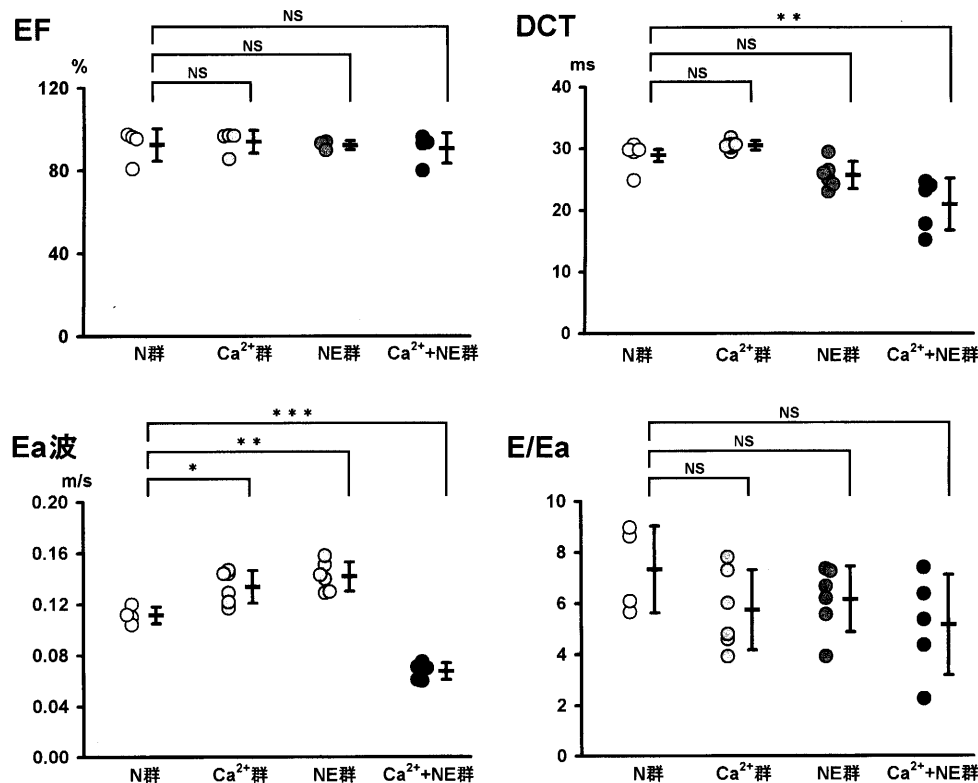 EF
%
NS
NS
NS
120
80
40
0
N群
Ca²⁺群
NE群
Ca²⁺+NE群
DCT
ms
* *
NS
NS
40
30
20
10
0
N群
Ca²⁺群
NE群
Ca²⁺+NE群
Ea波
m/s
* * *
* *
*
0.20
0.16
0.12
0.08
0.04
0.00
N群
Ca²⁺群
NE群
Ca²⁺+NE群
E/Ea
NS
NS
NS
10
8
6
4
2
0
N群
Ca²⁺群
NE群
Ca²⁺+NE群